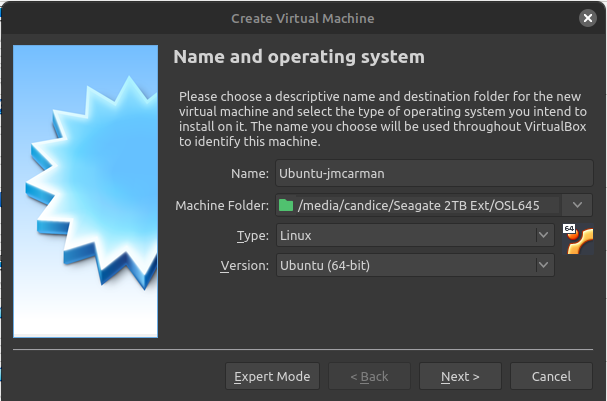 Create Virtual Machine
Name and operating system
Please choose a descriptive name and destination folder for the new
virtual machine and select the type of operating system you intend to
install on it. The name you choose will be used throughout VirtualBox
to identify this machine.
Name: Ubuntu-jmcarman
Machine Folder: /media/candice/Seagate 2TB Ext/OSL645
Type: Linux
64
Version: Ubuntu (64-bit)
Expert Mode < Back Next > Cancel